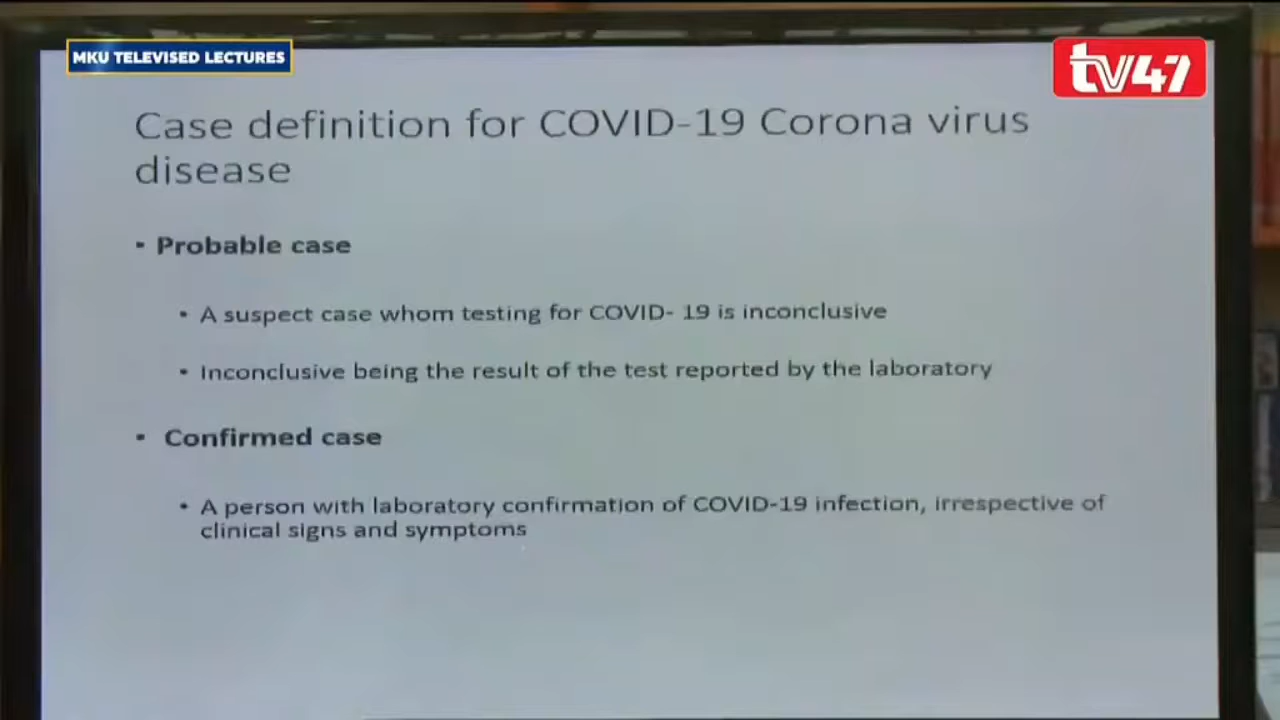 MKU TELEVISED LECTURES
tv47
Case definition for COVID-19 Corona virus
disease
• Probable case
• A suspect case whom testing for COVID- 19 is inconclusive
• Inconclusive being the result of the test reported by the laboratory
• Confirmed case
• A person with laboratory confirmation of COVID-19 infection, irrespective of
clinical signs and symptoms